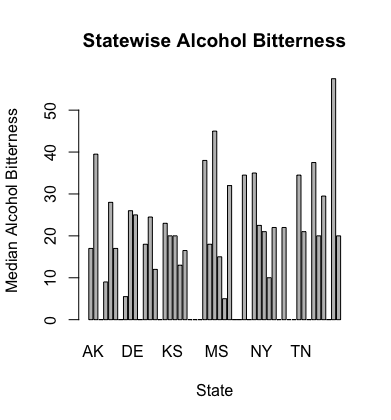 Statewise Alcohol Bitterness
Median Alcohol Bitterness
50
40
30
20
10
0
AK DE KS MS NY TN
State